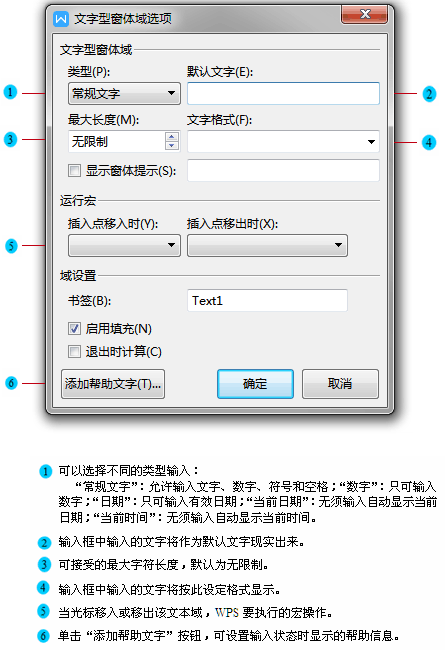 文字型窗体域选项
文字型窗体域
类型(P): 默认文字(E):
1 常规文字 2
最大长度(M): 文字格式(F):
3 无限制 4
显示窗体提示(S):
运行宏
插入点移入时(Y): 插入点移出时(X):
5
域设置
书签(B): Text1
启用填充(N)
退出时计算(C)
6 添加帮助文字(T)... 确定 取消
1 可以选择不同的类型输入：
“常规文字”：允许输入文字、数字、符号和空格；“数字”：只可输入
数字；“日期”：只可输入有效日期；“当前日期”：无须输入自动显示当前
日期；“当前时间”：无须输入自动显示当前时间。
2 输入框中输入的文字将作为默认文字现实出来。
3 可接受的最大字符长度，默认为无限制。
4 输入框中输入的文字将按此设定格式显示。
5 当光标移入或移出该文本域，WPS 要执行的宏操作。
6 单击“添加帮助文字”按钮，可设置输入状态时显示的帮助信息。